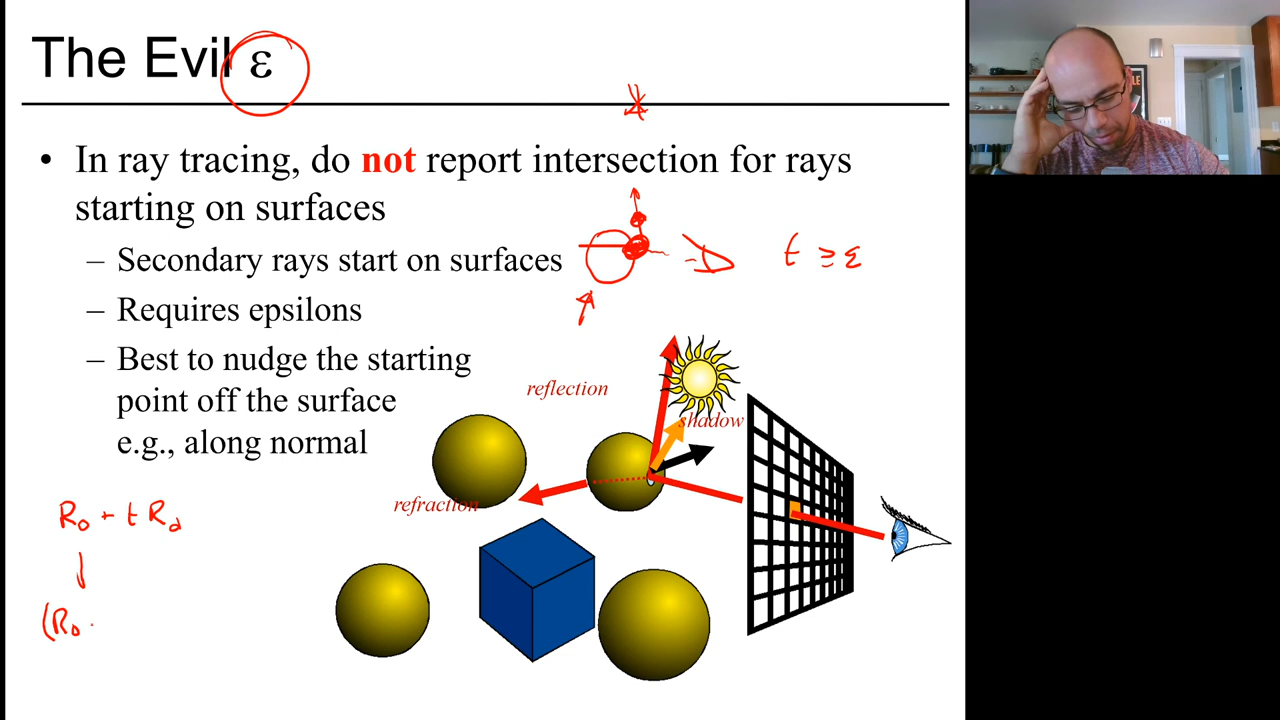 The Evil ε
• In ray tracing, do not report intersection for rays
starting on surfaces
– Secondary rays start on surfaces
t ≥ ε
– Requires epsilons
– Best to nudge the starting
point off the surface
e.g., along normal
reflection
shadow
refraction
R₀ + t R_d
(R₀